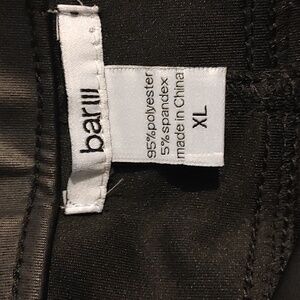 bar III
95%polyester
5%spandex
made in China
XL